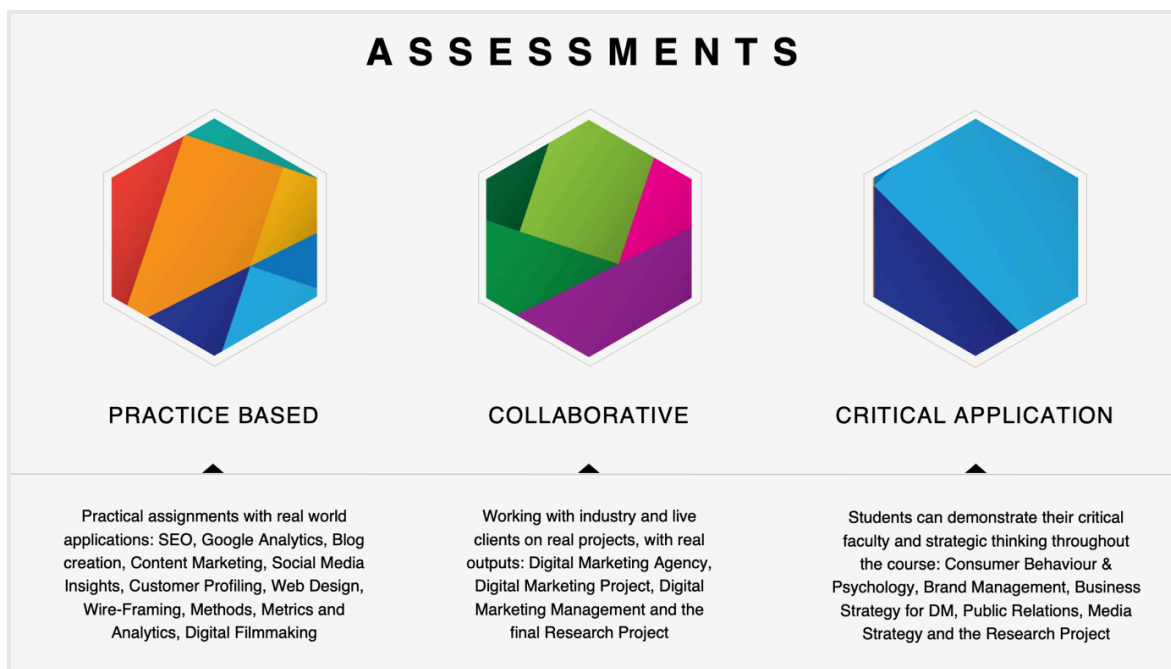 ASSESSMENTS
PRACTICE BASED
Practical assignments with real world
applications: SEO, Google Analytics, Blog
creation, Content Marketing, Social Media
Insights, Customer Profiling, Web Design,
Wire-Framing, Methods, Metrics and
Analytics, Digital Filmmaking
COLLABORATIVE
Working with industry and live
clients on real projects, with real
outputs: Digital Marketing Agency,
Digital Marketing Project, Digital
Marketing Management and the
final Research Project
CRITICAL APPLICATION
Students can demonstrate their critical
faculty and strategic thinking throughout
the course: Consumer Behaviour &
Psychology, Brand Management, Business
Strategy for DM, Public Relations, Media
Strategy and the Research Project